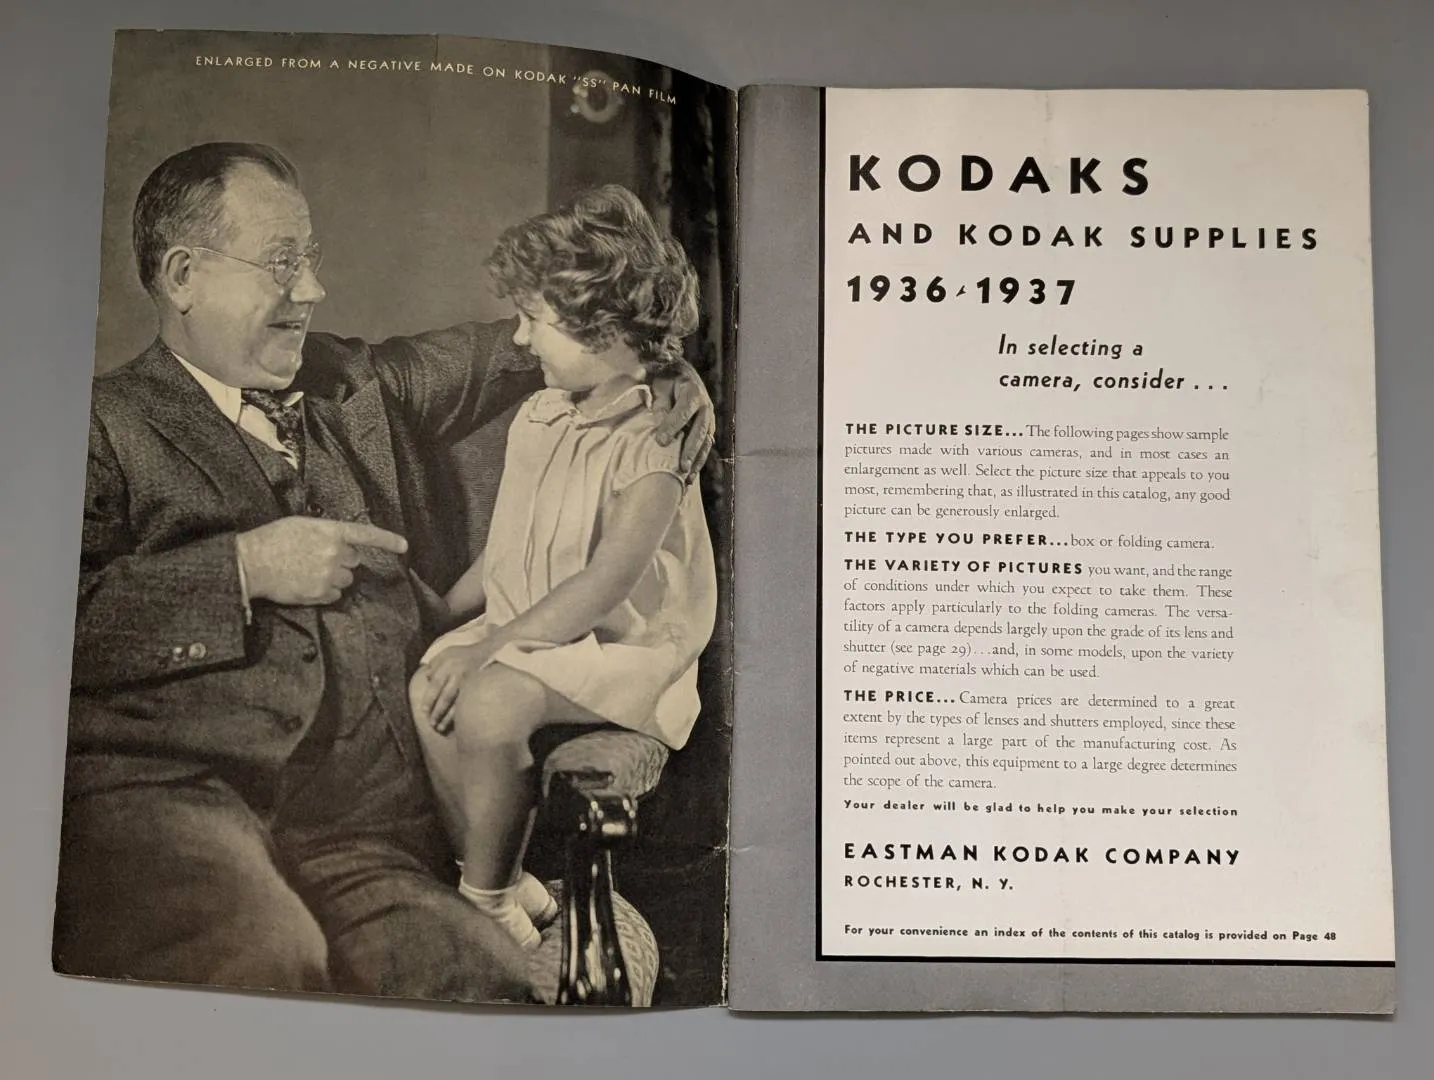 ENLARGED FROM A NEGATIVE MADE ON KODAK "SS" PAN FILM
KODAKS
AND KODAK SUPPLIES
1936-1937
In selecting a
camera, consider . . .
THE PICTURE SIZE... The following pages show sample
pictures made with various cameras, and in most cases an
enlargement as well. Select the picture size that appeals to you
most, remembering that, as illustrated in this catalog, any good
picture can be generously enlarged.
THE TYPE YOU PREFER... box or folding camera.
THE VARIETY OF PICTURES you want, and the range
of conditions under which you expect to take them. These
factors apply particularly to the folding cameras. The versa-
tility of a camera depends largely upon the grade of its lens and
shutter (see page 29)...and, in some models, upon the variety
of negative materials which can be used.
THE PRICE... Camera prices are determined to a great
extent by the types of lenses and shutters employed, since these
items represent a large part of the manufacturing cost. As
pointed out above, this equipment to a large degree determines
the scope of the camera.
Your dealer will be glad to help you make your selection
EASTMAN KODAK COMPANY
ROCHESTER, N. Y.
For your convenience an index of the contents of this catalog is provided on Page 48